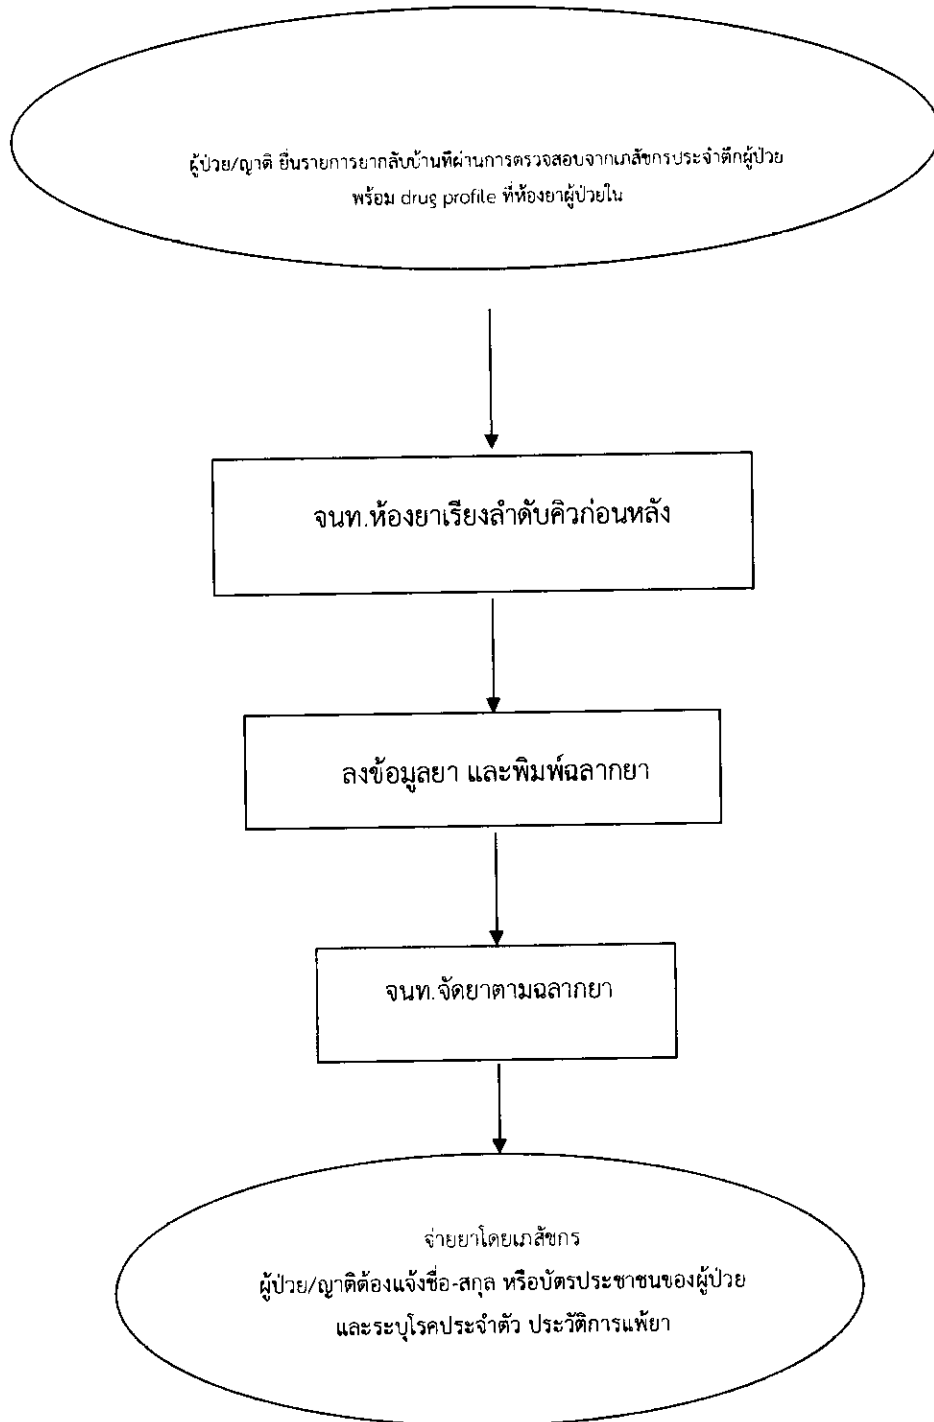 ผู้ป่วย/ญาติ ยื่นรายการยากลับบ้านที่ผ่านการตรวจสอบจากเภสัชกรประจำตึกผู้ป่วย
พร้อม drug profile ที่ห้องยาผู้ป่วยใน
จนท.ห้องยาเรียงลำดับคิวก่อนหลัง
ลงข้อมูลยา และพิมพ์ฉลากยา
จนท.จัดยาตามฉลากยา
จ่ายยาโดยเภสัชกร
ผู้ป่วย/ญาติต้องแจ้งชื่อ-สกุล หรือบัตรประชาชนของผู้ป่วย
และระบุโรคประจำตัว ประวัติการแพ้ยา